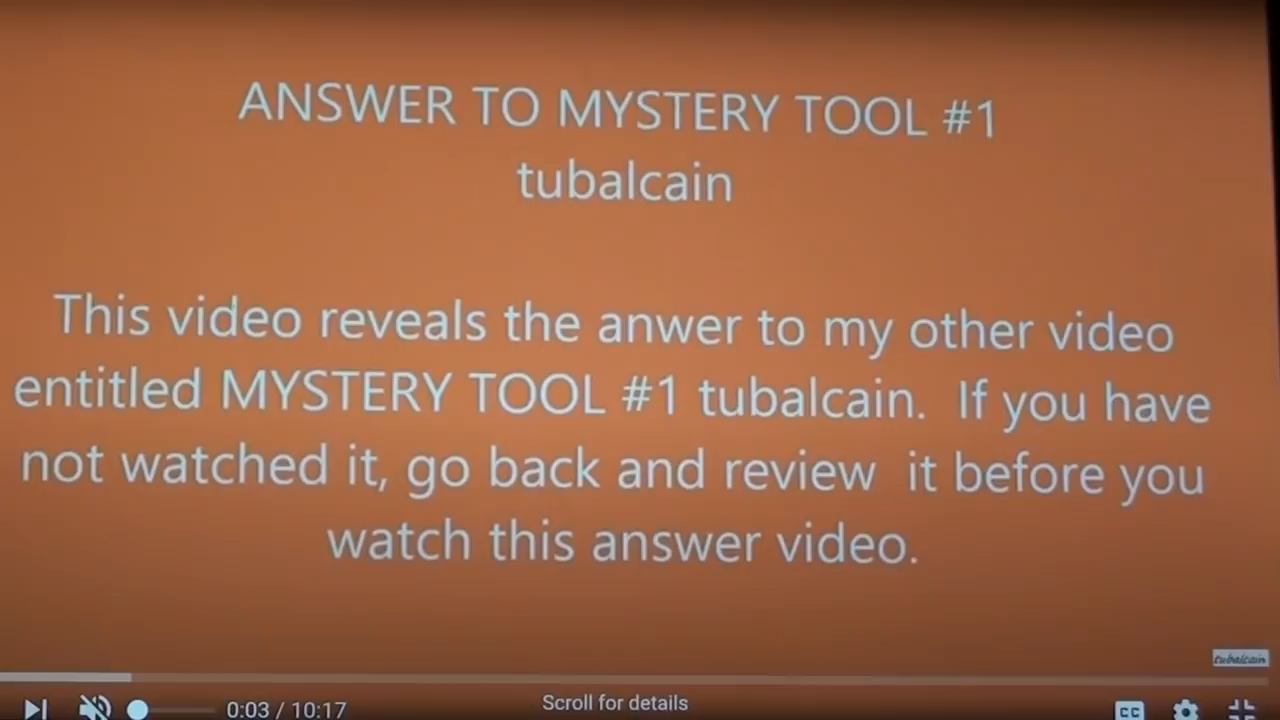 ANSWER TO MYSTERY TOOL #1
tubalcain
This video reveals the anwer to my other video
entitled MYSTERY TOOL #1 tubalcain. If you have
not watched it, go back and review it before you
watch this answer video.
tubalcain
0:03 / 10:17
Scroll for details
CC